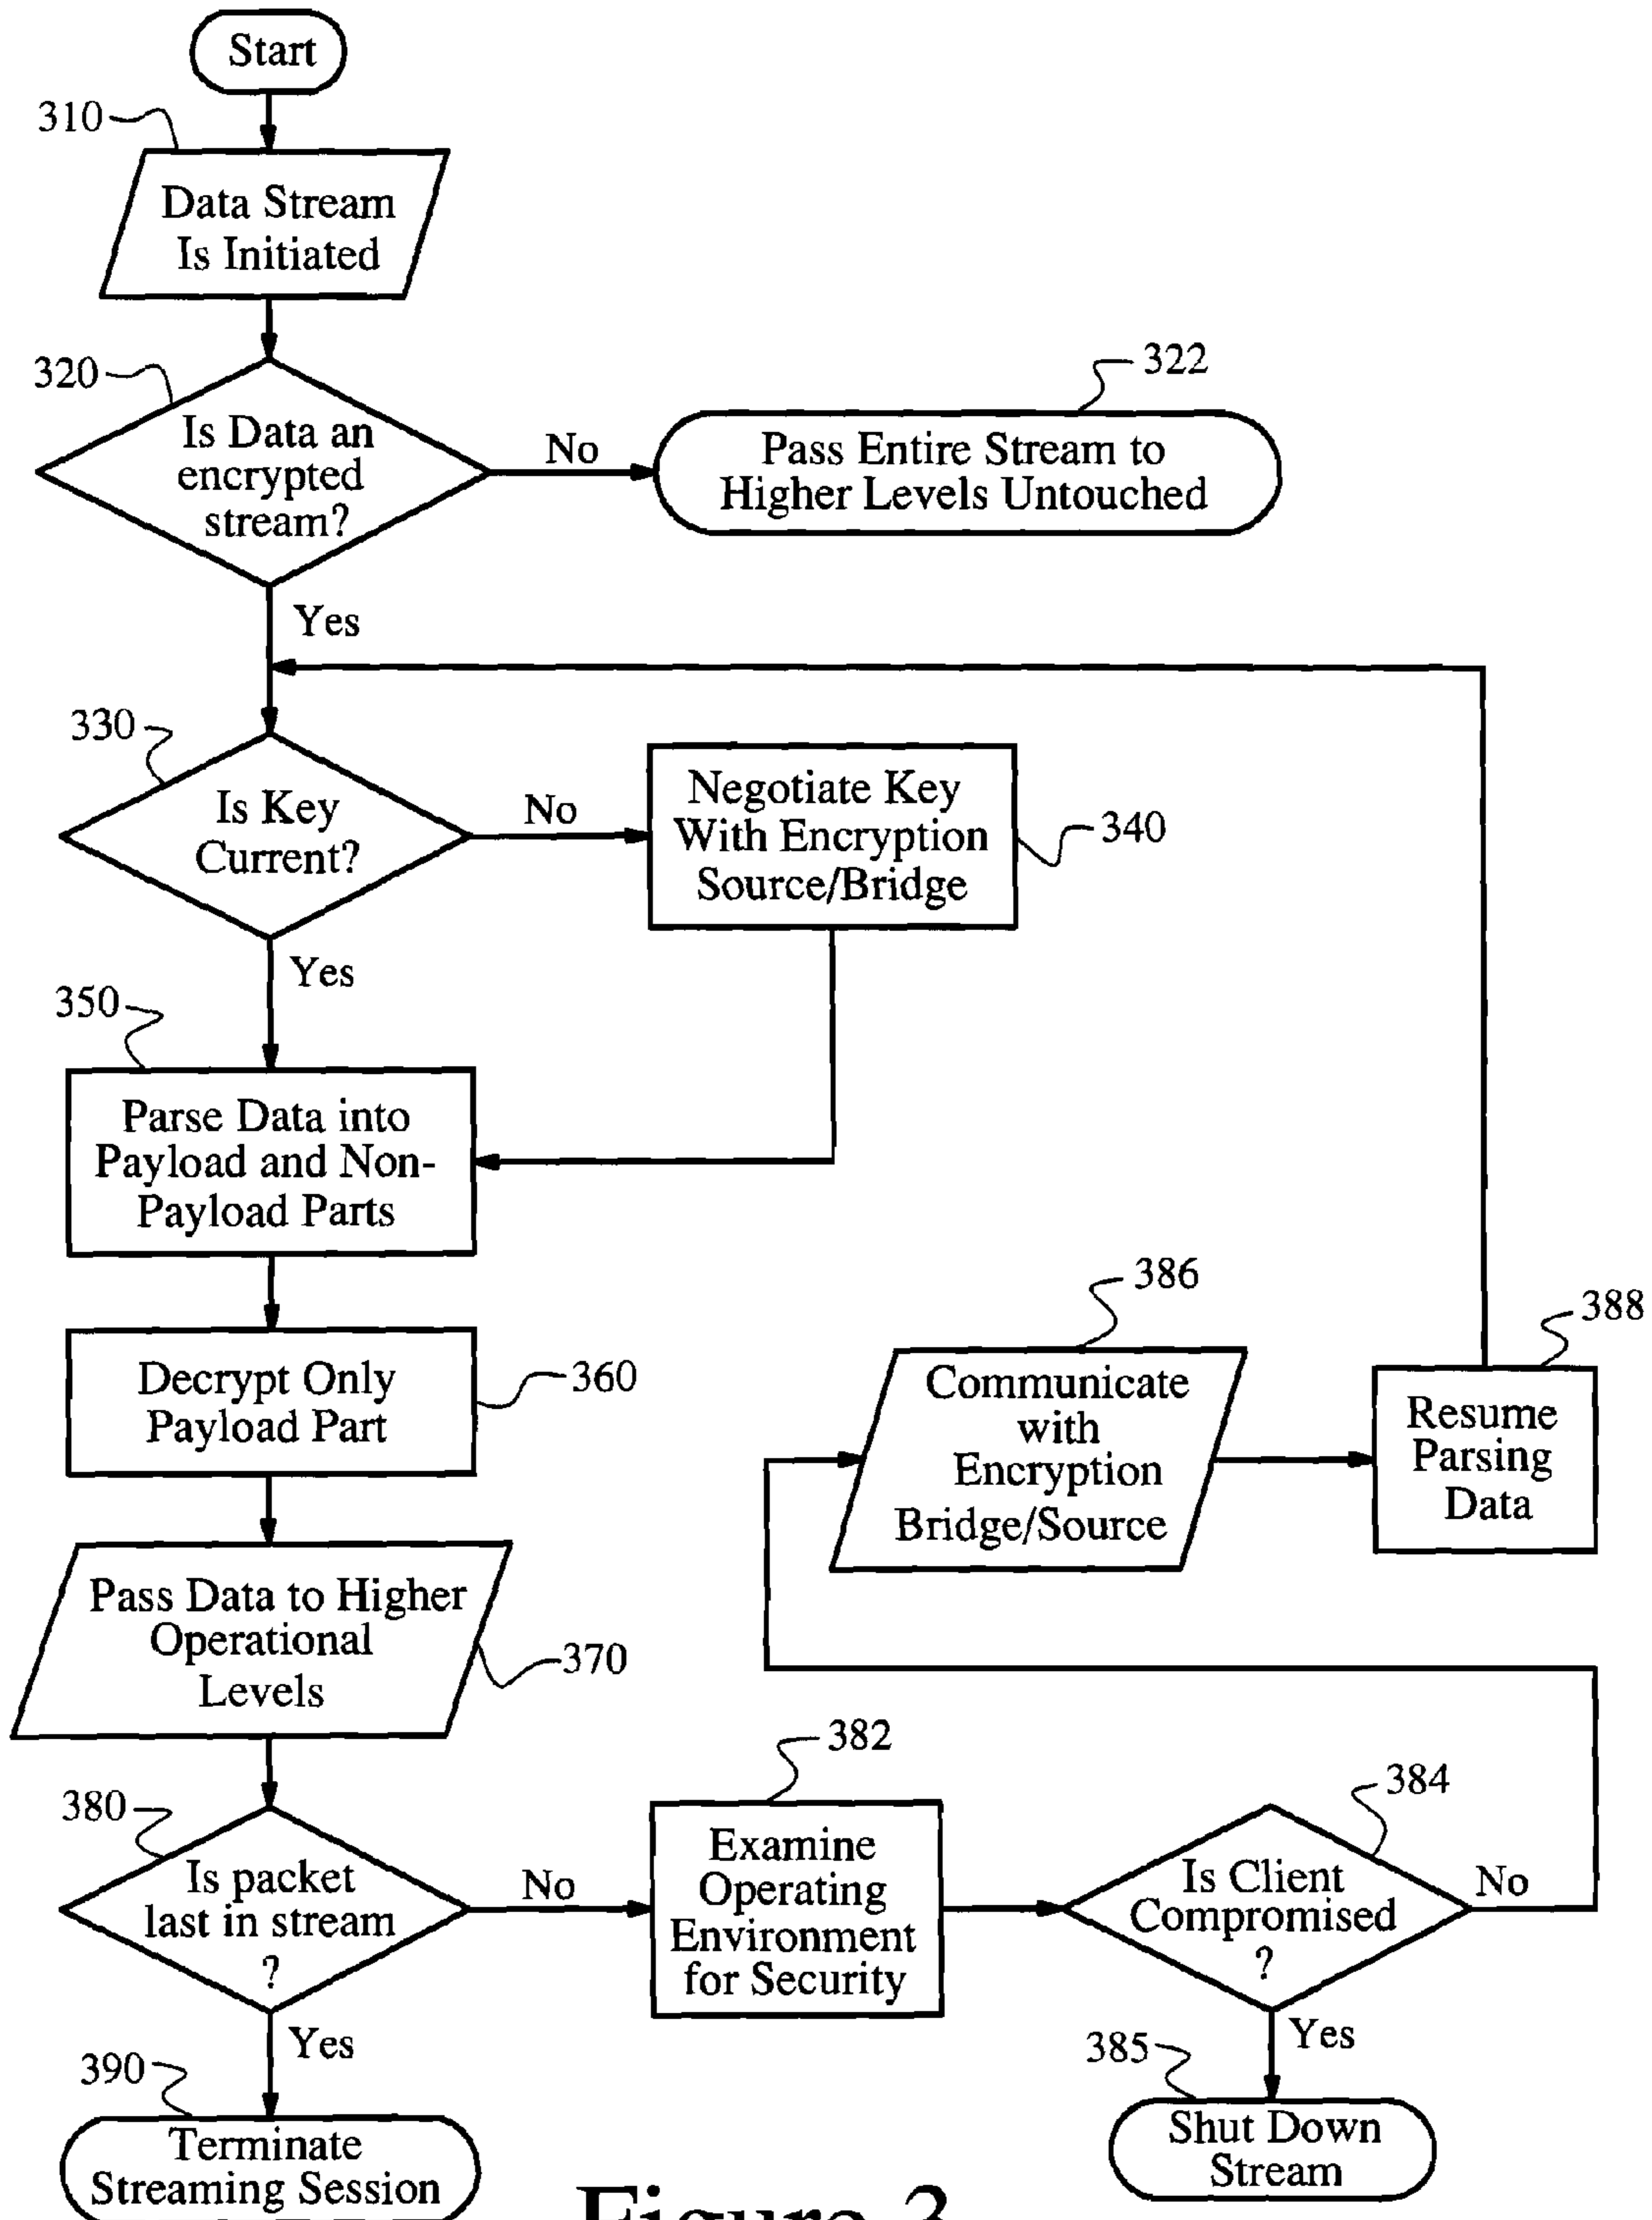 Start
310
Data Stream
Is Initiated
320
Is Data an
encrypted
stream?
No
322
Pass Entire Stream to
Higher Levels Untouched
Yes
330
Is Key
Current?
No
Negotiate Key
With Encryption
Source/Bridge
340
Yes
350
Parse Data into
Payload and Non-
Payload Parts
Decrypt Only
Payload Part
360
386
Communicate
with
Encryption
Bridge/Source
388
Resume
Parsing
Data
Pass Data to Higher
Operational
Levels
370
380
Is packet
last in stream
?
No
382
Examine
Operating
Environment
for Security
384
Is Client
Compromised
?
No
Yes
390
Terminate
Streaming Session
Yes
385
Shut Down
Stream
Figure 3